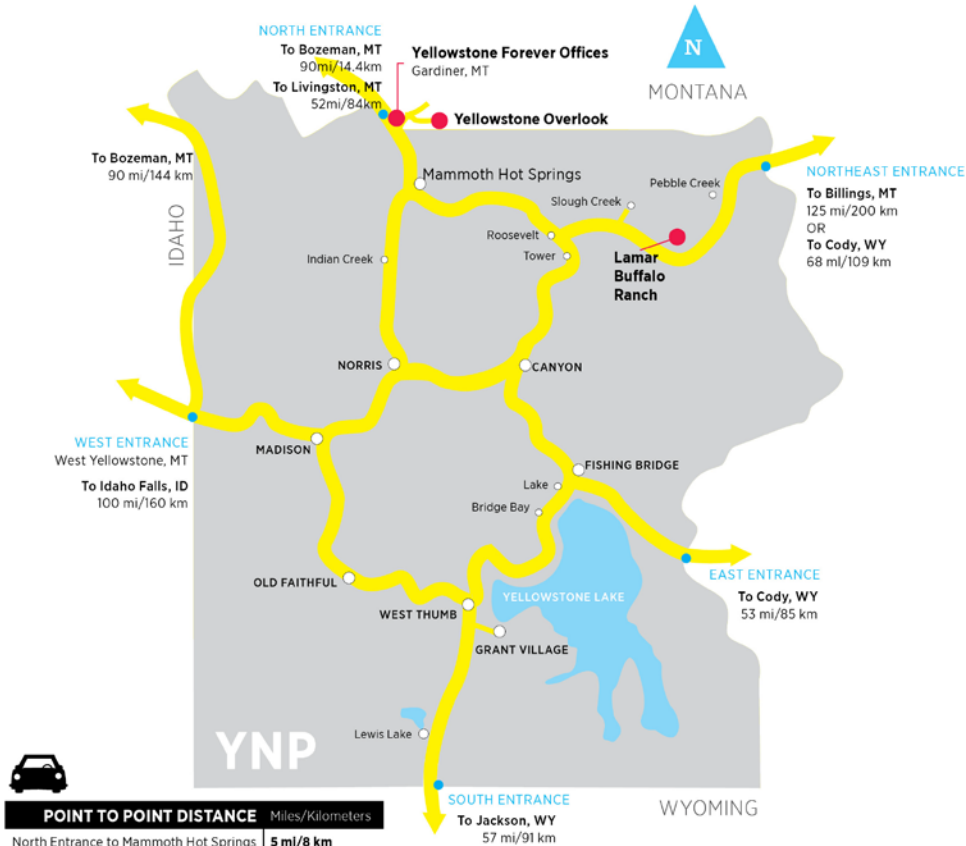 NORTH ENTRANCE
To Bozeman, MT
90mi/14.4km
To Livingston, MT
52mi/84km
Yellowstone Forever Offices
Gardiner, MT
Yellowstone Overlook
N
MONTANA
To Bozeman, MT
90 mi/144 km
IDAHO
Mammoth Hot Springs
Pebble Creek
Slough Creek
Roosevelt
Tower
Indian Creek
Lamar
Buffalo
Ranch
NORTHEAST ENTRANCE
To Billings, MT
125 mi/200 km
OR
To Cody, WY
68 ml/109 km
NORRIS
CANYON
WEST ENTRANCE
West Yellowstone, MT
To Idaho Falls, ID
100 mi/160 km
MADISON
FISHING BRIDGE
Lake
Bridge Bay
EAST ENTRANCE
To Cody, WY
53 mi/85 km
OLD FAITHFUL
YELLOWSTONE LAKE
WEST THUMB
GRANT VILLAGE
Lewis Lake
YNP
SOUTH ENTRANCE
To Jackson, WY
57 mi/91 km
WYOMING
POINT TO POINT DISTANCE Miles/Kilometers
North Entrance to Mammoth Hot Springs 5 mi/8 km